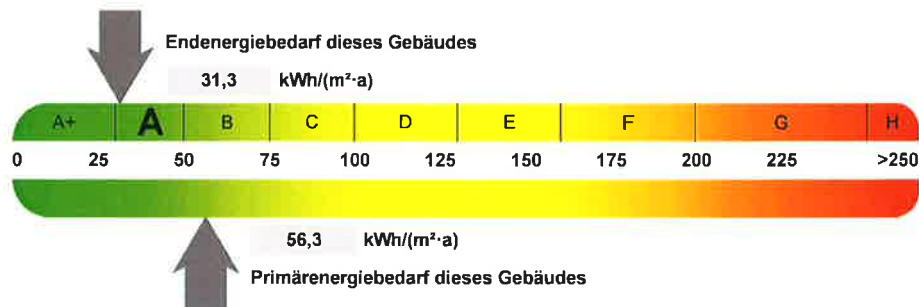 Endenergiebedarf dieses Gebäudes
31,3 kWh/(m²·a)
A+ A B C D E F G H
0 25 50 75 100 125 150 175 200 225 >250
56,3 kWh/(m²·a)
Primärenergiebedarf dieses Gebäudes